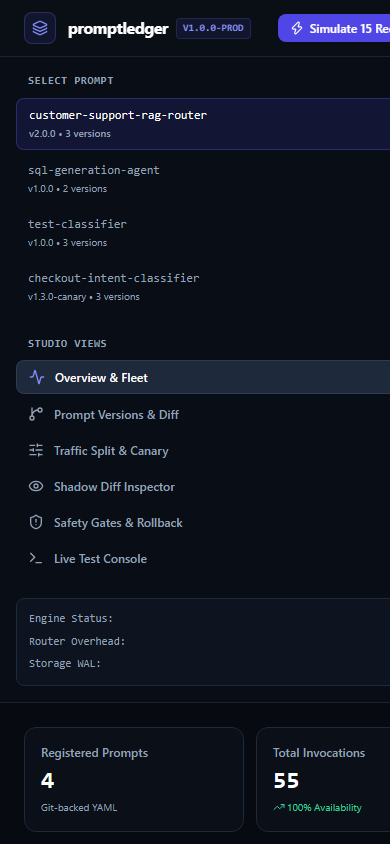 promptledger V1.0.0-PROD Simulate 15 Re
SELECT PROMPT
customer-support-rag-router
v2.0.0 • 3 versions
sql-generation-agent
v1.0.0 • 2 versions
test-classifier
v1.0.0 • 3 versions
checkout-intent-classifier
v1.3.0-canary • 3 versions
STUDIO VIEWS
Overview & Fleet
Prompt Versions & Diff
Traffic Split & Canary
Shadow Diff Inspector
Safety Gates & Rollback
Live Test Console
Engine Status:
Router Overhead:
Storage WAL:
Registered Prompts
4
Git-backed YAML
Total Invocations
55
100% Availability